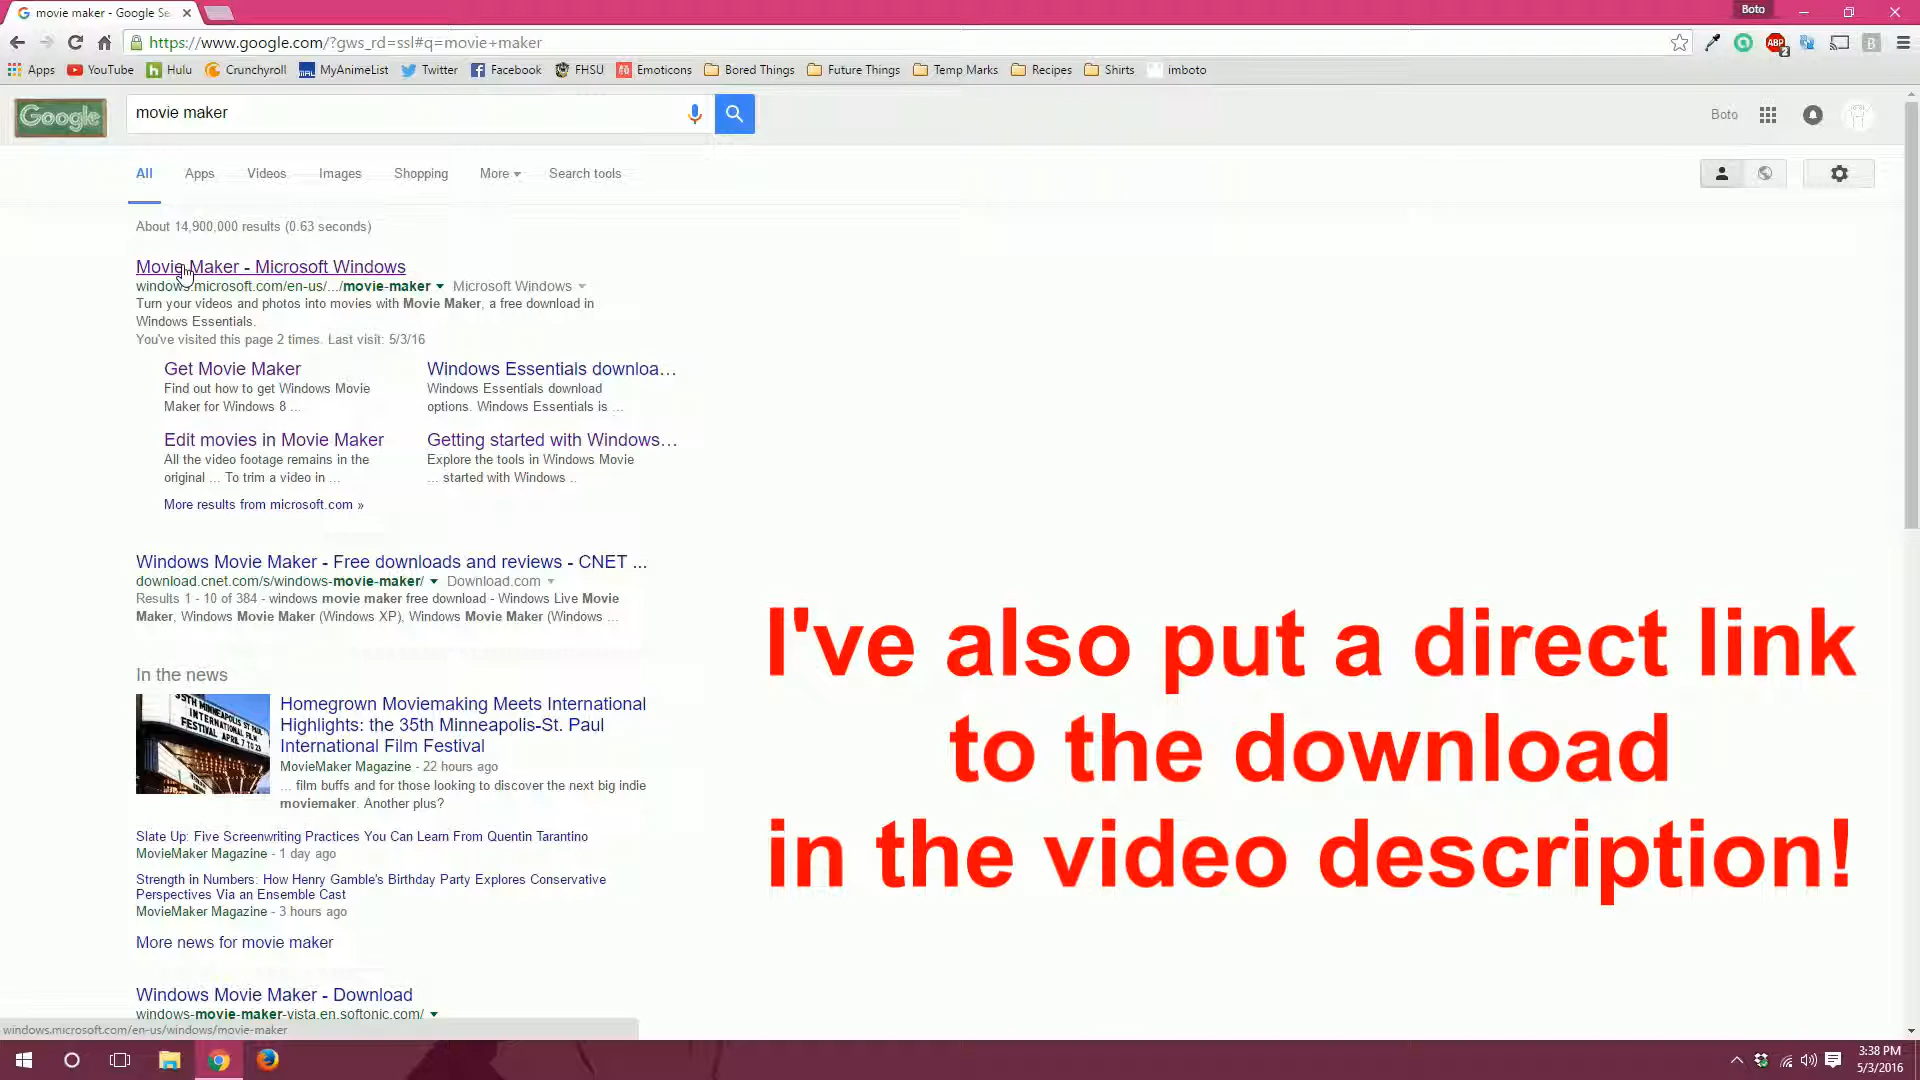 movie maker - Google Se
Boto
https://www.google.com/?gws_rd=ssl#q=movie+maker
ABP
2
B
Apps
YouTube
Hulu
Crunchyroll
MyAnimeList
Twitter
Facebook
FHSU
Emoticons
Bored Things
Future Things
Temp Marks
Recipes
Shirts
imboto
Google
movie maker
Boto
All
Apps
Videos
Images
Shopping
More
Search tools
About 14,900,000 results (0.63 seconds)
Movie Maker - Microsoft Windows
windows.microsoft.com/en-us/.../movie-maker
Microsoft Windows
Turn your videos and photos into movies with Movie Maker, a free download in
Windows Essentials.
You've visited this page 2 times. Last visit: 5/3/16
Get Movie Maker
Find out how to get Windows Movie
Maker for Windows 8 ...
Windows Essentials downloa...
Windows Essentials download
options. Windows Essentials is ...
Edit movies in Movie Maker
All the video footage remains in the
original ... To trim a video in ...
Getting started with Windows...
Explore the tools in Windows Movie
... started with Windows ..
More results from microsoft.com »
Windows Movie Maker - Free downloads and reviews - CNET ...
download.cnet.com/s/windows-movie-maker/
Download.com
Results 1 - 10 of 384 - windows movie maker free download - Windows Live Movie
Maker, Windows Movie Maker (Windows XP), Windows Movie Maker (Windows ...
In the news
35TH MINNEAPOLIS ST PAUL
INTERNATIONAL FILM
FESTIVAL APRIL 7 TO 23
Homegrown Moviemaking Meets International
Highlights: the 35th Minneapolis-St. Paul
International Film Festival
MovieMaker Magazine - 22 hours ago
... film buffs and for those looking to discover the next big indie
moviemaker. Another plus?
Slate Up: Five Screenwriting Practices You Can Learn From Quentin Tarantino
MovieMaker Magazine - 1 day ago
Strength in Numbers: How Henry Gamble's Birthday Party Explores Conservative
Perspectives Via an Ensemble Cast
MovieMaker Magazine - 3 hours ago
More news for movie maker
Windows Movie Maker - Download
windows-movie-maker-vista.en.softonic.com/
windows.microsoft.com/en-us/windows/movie-maker
I've also put a direct link
to the download
in the video description!
3:38 PM
5/3/2016